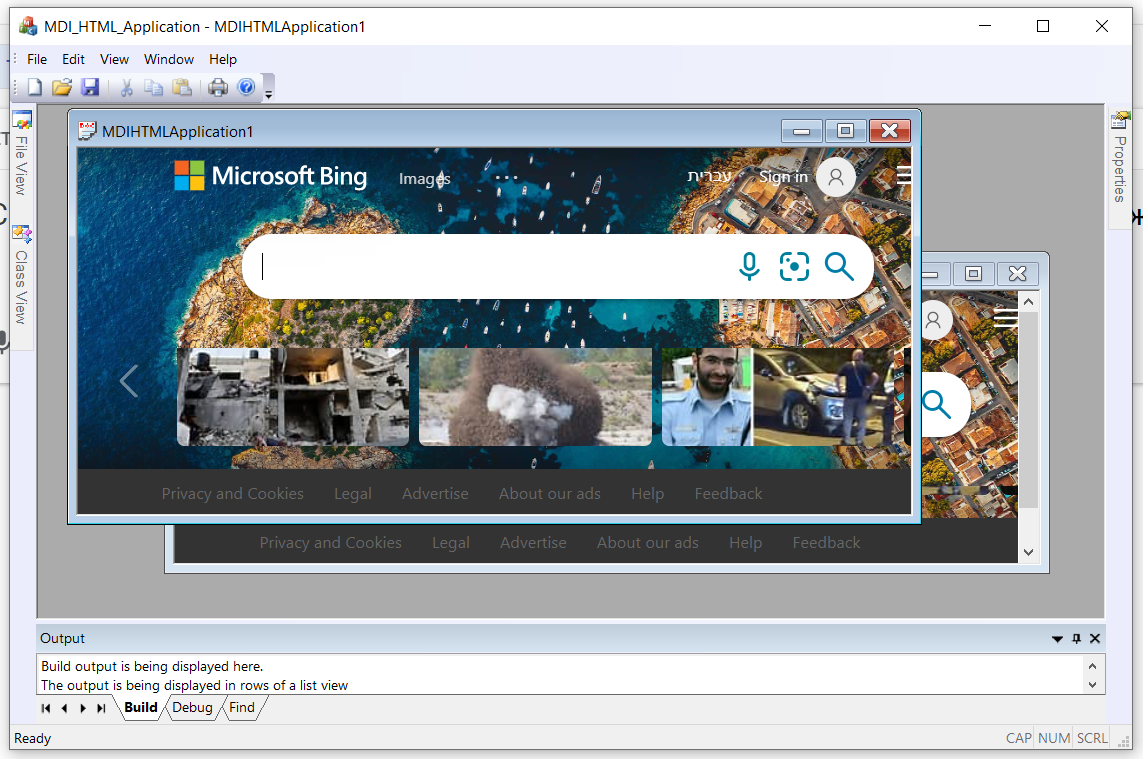 MDI_HTML_Application - MDIHTMLApplication1
File Edit View Window Help
File View
Class View
Properties
MDIHTMLApplication1
Microsoft Bing Images ... עברית Sign in
Privacy and Cookies Legal Advertise About our ads Help Feedback
Privacy and Cookies Legal Advertise About our ads Help Feedback
Output
Build output is being displayed here.
The output is being displayed in rows of a list view
Build Debug Find
Ready CAP NUM SCRL